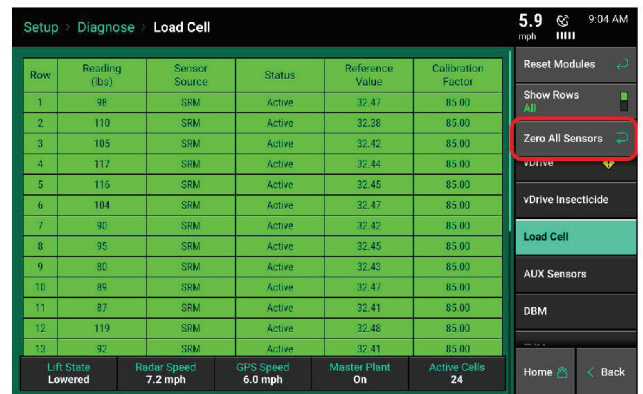 Setup > Diagnose > Load Cell
5.9 mph
9:04 AM
Row | Reading (lbs) | Sensor Source | Status | Reference Value | Calibration Factor
1 | 98 | SRM | Active | 32.47 | 85.00
2 | 110 | SRM | Active | 32.38 | 85.00
3 | 105 | SRM | Active | 32.42 | 85.00
4 | 117 | SRM | Active | 32.44 | 85.00
5 | 116 | SRM | Active | 32.45 | 85.00
6 | 104 | SRM | Active | 32.47 | 85.00
7 | 90 | SRM | Active | 32.42 | 85.00
8 | 95 | SRM | Active | 32.45 | 85.00
9 | 80 | SRM | Active | 32.43 | 85.00
10 | 89 | SRM | Active | 32.47 | 85.00
11 | 87 | SRM | Active | 32.41 | 85.00
12 | 119 | SRM | Active | 32.48 | 85.00
13 | 92 | SRM | Active | 32.41 | 85.00
Lift State | Radar Speed | GPS Speed | Master Plant | Active Cells
Lowered | 7.2 mph | 6.0 mph | On | 24
Reset Modules
Show Rows
All
Zero All Sensors
vDrive
vDrive Insecticide
Load Cell
AUX Sensors
DBM
Home
< Back